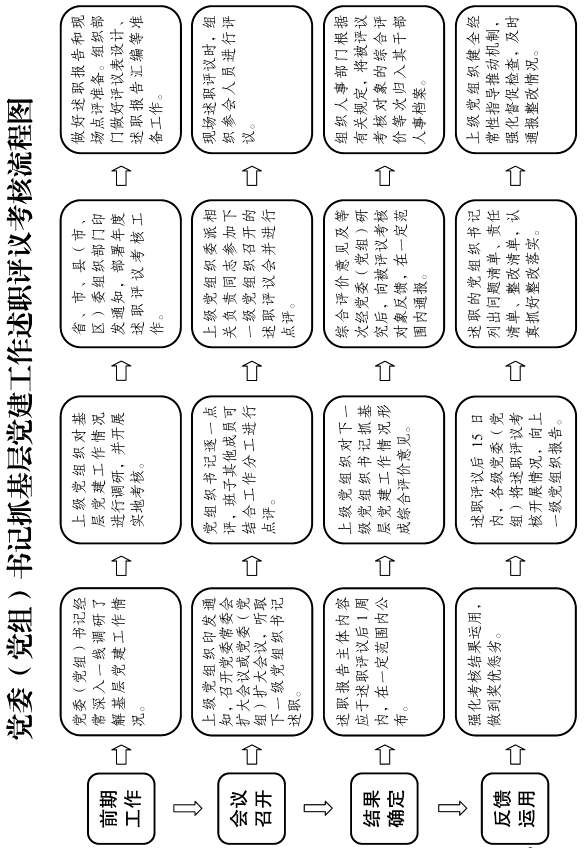 党委（党组）书记抓基层党建工作述职评议考核流程图
前期
工作
党委（党组）书记经
常深入一线调研了
解基层党建工作情
况。
上级党组织对基
层党建工作情况
进行调研，并开展
实地考核。
省、市、县（市、
区）委组织部门印
发通知，部署年度
述职评议考核工
作。
做好述职报告和现
场点评准备。组织部
门做好评议表设计、
述职报告汇编等准
备工作。
会议
召开
上级党组织印发通
知，召开党委常委会
扩大会议或党委（党
组）扩大会议，听取
下一级党组织书记
述职。
党组织书记逐一点
评，班子其他成员可
结合工作分工进行
点评。
上级党组织委派相
关负责同志参加下
一级党组织召开的
述职评议会并进行
点评。
现场述职评议时，组
织参会人员进行评
议。
结果
确定
述职报告主体内容
应于述职评议后1周
内，在一定范围内公
布。
上级党组织对下一
级党组织书记抓基
层党建工作情况形
成综合评价意见。
综合评价意见及等
次经党委（党组）研
究后，向被评议考核
对象反馈，在一定范
围内通报。
组织人事部门根据
有关规定，将被评议
考核对象的综合评
价等次归入其干部
人事档案。
反馈
运用
强化考核结果运用，
做到奖优惩劣。
述职评议后15日
内，各级党委（党
组）将述职评议考
核开展情况，向上
一级党组织报告。
述职的党组织书记
列出问题清单、责任
清单、整改清单，认
真抓好整改落实。
上级党组织健全经
常性指导推动机制，
强化督促检查，及时
通报整改情况。